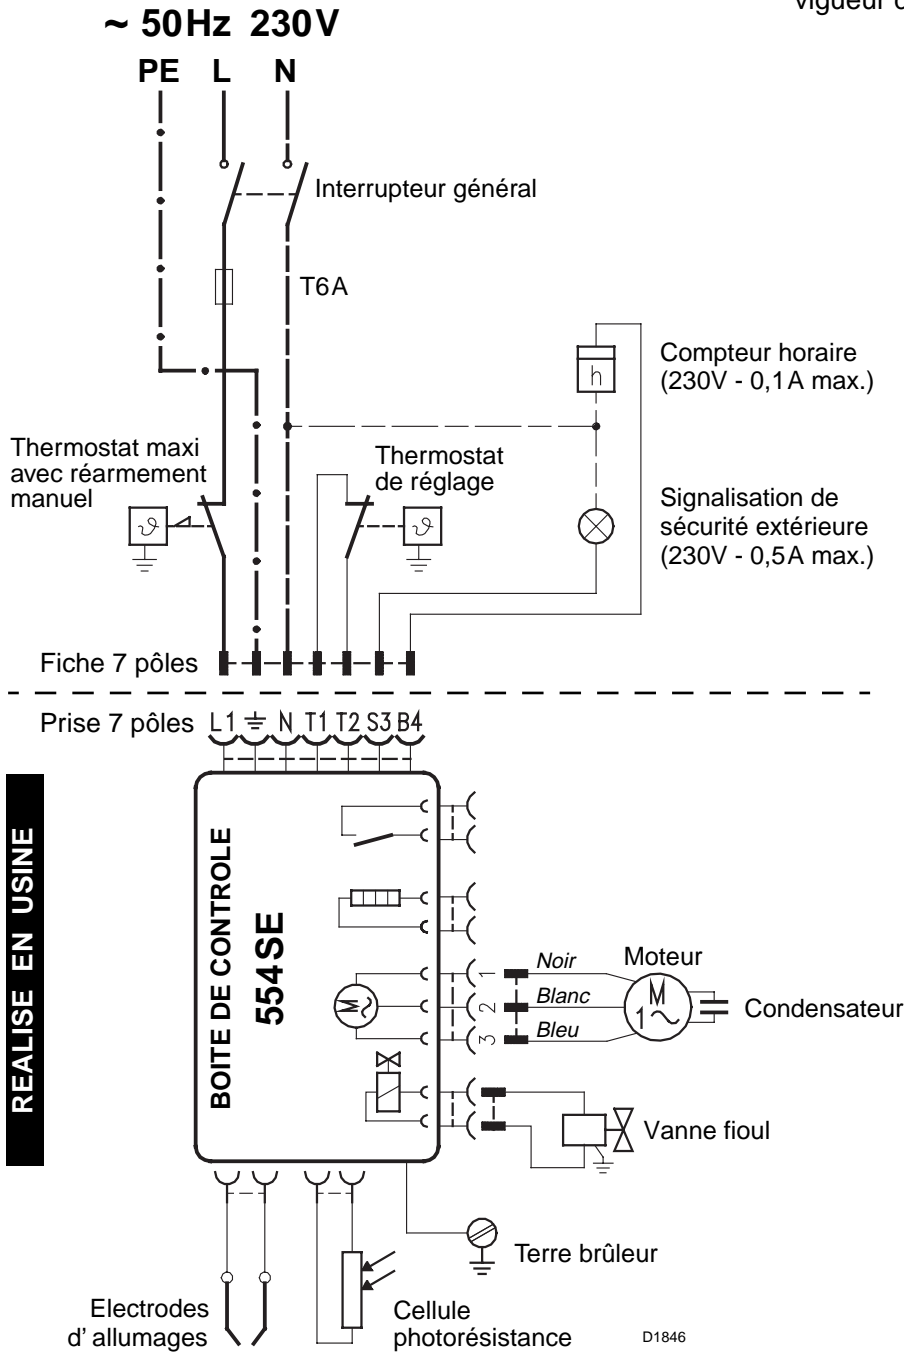 vigueur
~ 50Hz 230V
PE L N
Interrupteur général
T6A
Compteur horaire
(230V - 0,1A max.)
h
Thermostat maxi
avec réarmement
manuel
Thermostat
de réglage
Signalisation de
sécurité extérieure
(230V - 0,5A max.)
ϑ ϑ
Fiche 7 pôles
Prise 7 pôles L1 N T1 T2 S3 B4
REALISE EN USINE
BOITE DE CONTROLE
554SE
1 Noir
2 Blanc
3 Bleu
M
~
Moteur
M
1~
Condensateur
Vanne fioul
Terre brûleur
Electrodes
d' allumages
Cellule
photorésistance
D1846